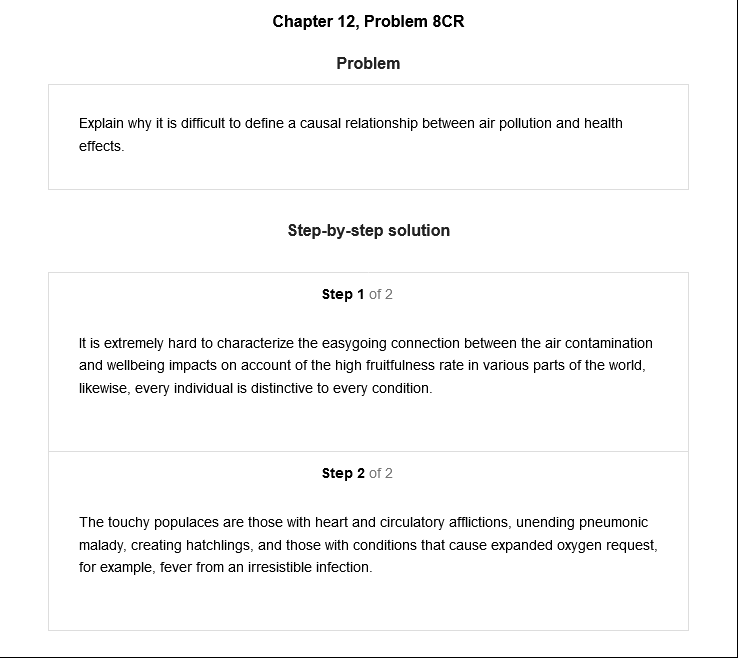 Chapter 12, Problem 8CR
Problem
Explain why it is difficult to define a causal relationship between air pollution and health
effects.
Step-by-step solution
Step 1 of 2
It is extremely hard to characterize the easygoing connection between the air contamination
and wellbeing impacts on account of the high fruitfulness rate in various parts of the world,
likewise, every individual is distinctive to every condition.
Step 2 of 2
The touchy populaces are those with heart and circulatory afflictions, unending pneumonic
malady, creating hatchlings, and those with conditions that cause expanded oxygen request,
for example, fever from an irresistible infection.